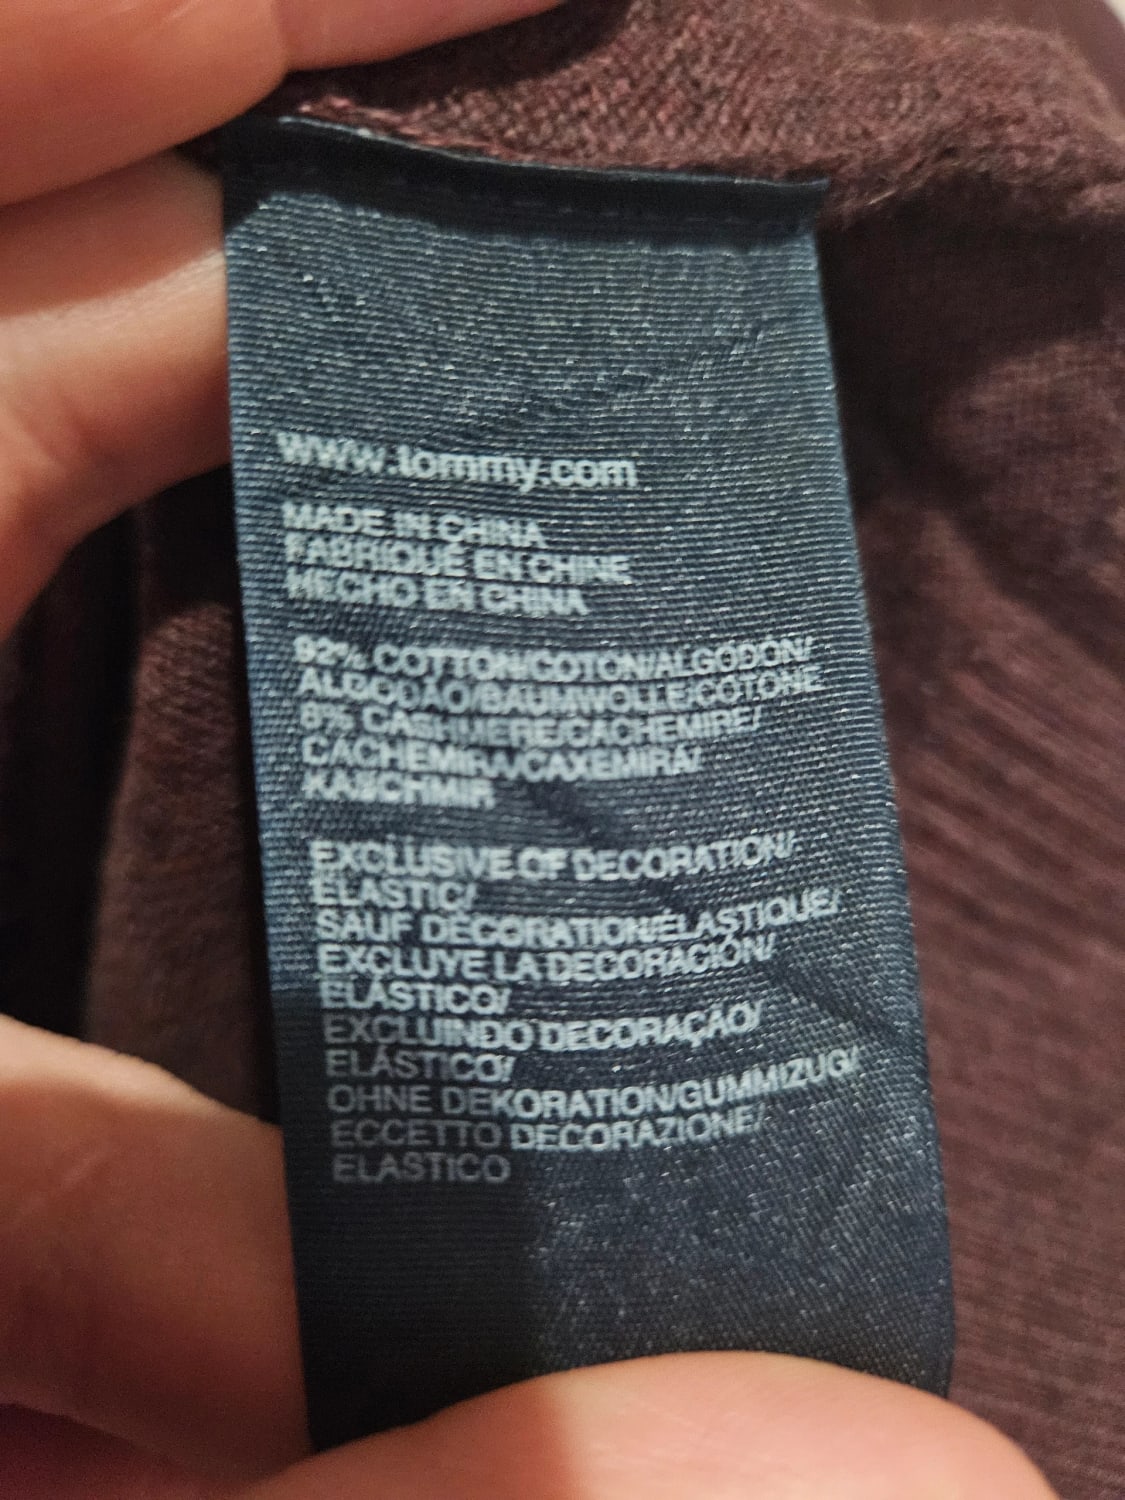 www.tommy.com
MADE IN CHINA
FABRIQUÉ EN CHINE
HECHO EN CHINA
92% COTTON/COTON/ALGODÓN/
ALGODÃO/BAUMWOLLE/COTONE
8% CASHMERE/CACHEMIRE/
CACHEMIRA/CAXEMIRA/
KASCHMIR
EXCLUSIVE OF DECORATION/
ELASTIC/
SAUF DÉCORATION/ÉLASTIQUE/
EXCLUYE LA DECORACIÓN/
ELÁSTICO/
EXCLUINDO DECORAÇÃO/
ELÁSTICO/
OHNE DEKORATION/GUMMIZUG/
ECCETTO DECORAZIONE/
ELASTICO